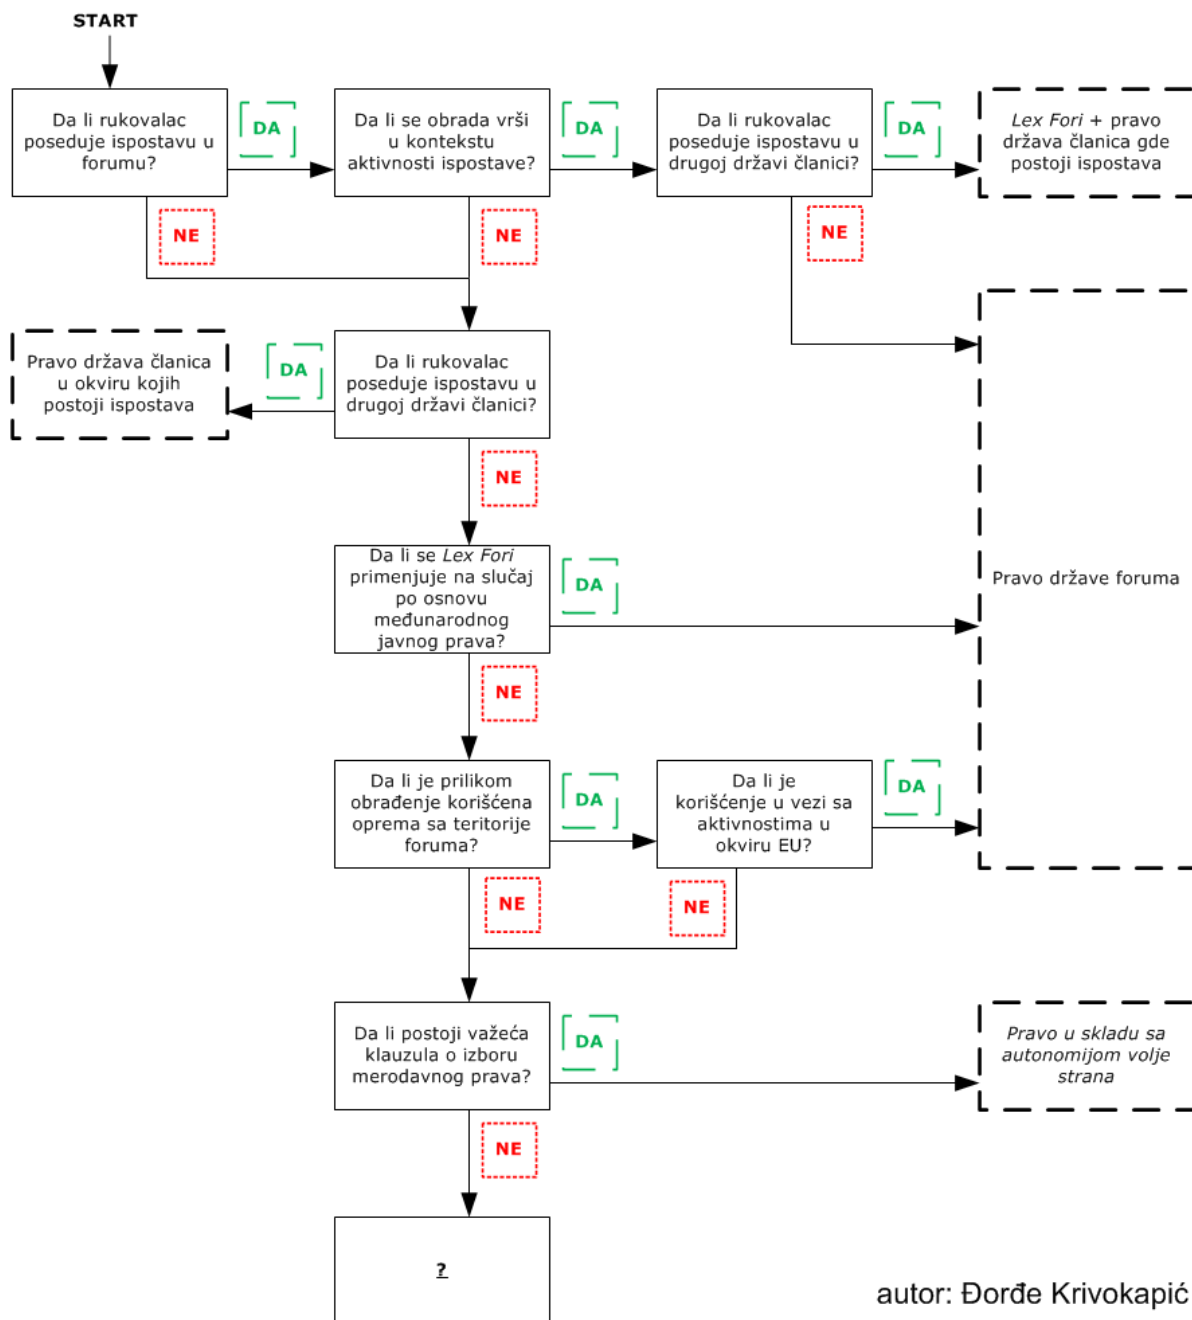 START
Da li rukovalac
poseduje ispostavu u
forumu?
DA
Da li se obrada vrši
u kontekstu
aktivnosti ispostave?
DA
Da li rukovalac
poseduje ispostavu u
drugoj državi članici?
DA
Lex Fori + pravo
država članica gde
postoji ispostava
NE
NE
NE
Pravo država članica
u okviru kojih
postoji ispostava
DA
Da li rukovalac
poseduje ispostavu u
drugoj državi članici?
NE
Da li se Lex Fori
primenjuje na slučaj
po osnovu
međunarodnog
javnog prava?
DA
Pravo države foruma
NE
Da li je prilikom
obrađenje korišćena
oprema sa teritorije
foruma?
DA
Da li je
korišćenje u vezi sa
aktivnostima u
okviru EU?
DA
NE
NE
Da li postoji važeća
klauzula o izboru
merodavnog prava?
DA
Pravo u skladu sa
autonomijom volje
strana
NE
?
autor: Đorđe Krivokapić